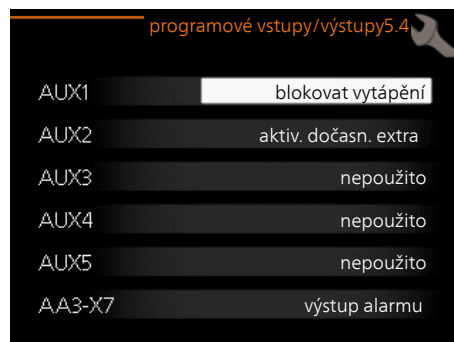 programové vstupy/výstupy5.4
AUX1 blokovat vytápění
AUX2 aktiv. dočasn. extra
AUX3 nepoužito
AUX4 nepoužito
AUX5 nepoužito
AA3-X7 výstup alarmu